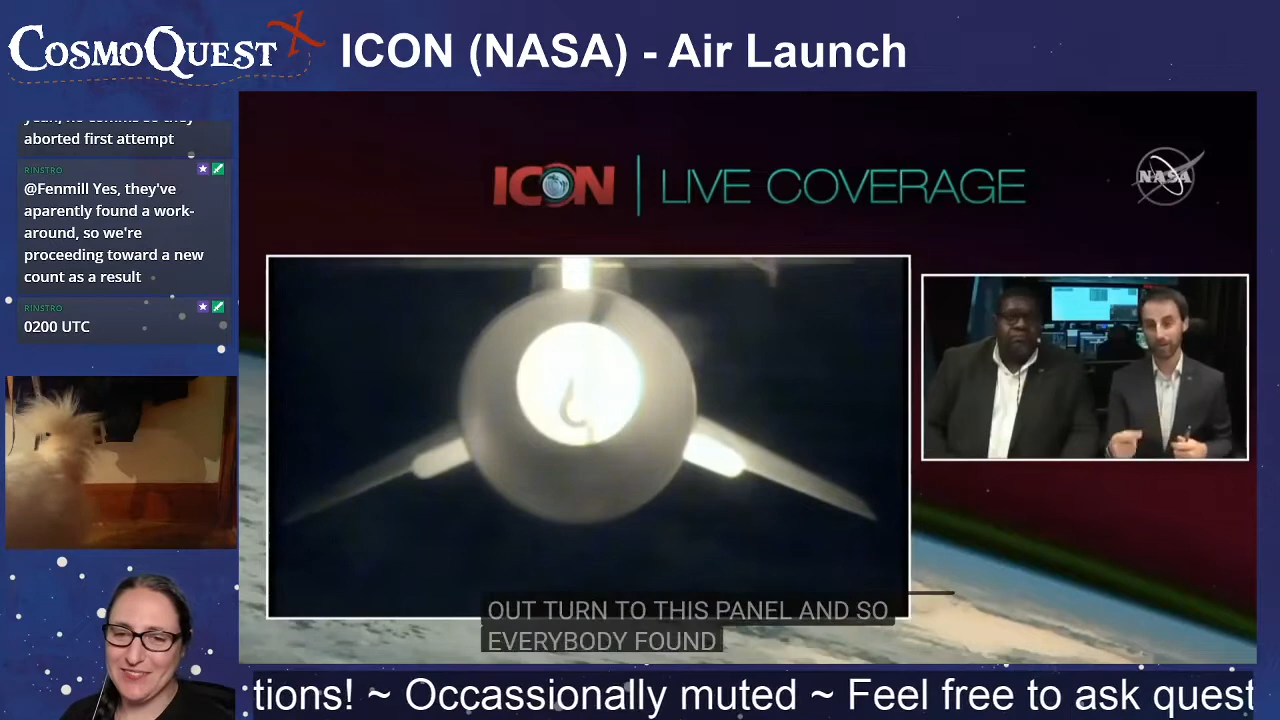 CosmoQuest X
ICON (NASA) - Air Launch
aborted first attempt
RINSTRO
@Fenmill Yes, they've
aparently found a work-
around, so we're
proceeding toward a new
count as a result
RINSTRO
0200 UTC
ICON | LIVE COVERAGE
NASA
OUT TURN TO THIS PANEL AND SO
EVERYBODY FOUND
tions! ~ Occassionally muted ~ Feel free to ask quest